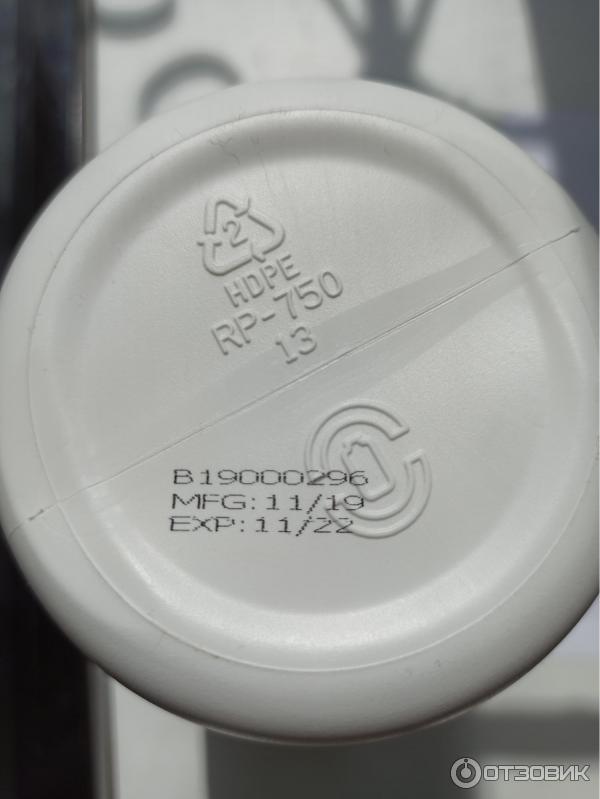 2
HDPE
RP-750
13
B19000296
MFG:11/19
EXP:11/22
ОТЗОВИК